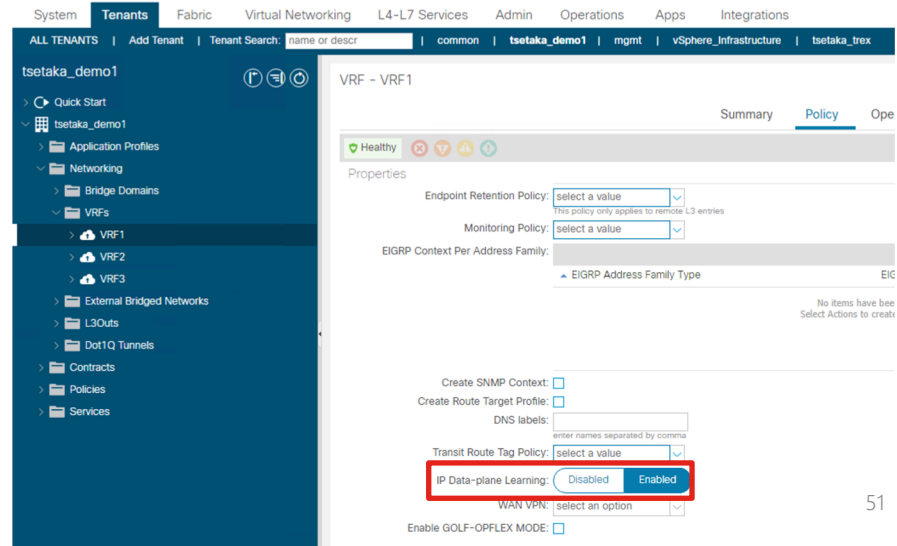 System Tenants Fabric Virtual Networking L4-L7 Services Admin Operations Apps Integrations
ALL TENANTS | Add Tenant | Tenant Search: name or descr | common | tsetaka_demo1 | mgmt | vSphere_Infrastructure | tsetaka_trex
tsetaka_demo1
Quick Start
tsetaka_demo1
Application Profiles
Networking
Bridge Domains
VRFs
VRF1
VRF2
VRF3
External Bridged Networks
L3Outs
Dot1Q Tunnels
Contracts
Policies
Services
VRF - VRF1
Summary Policy Ope
Healthy
Properties
Endpoint Retention Policy: select a value
This policy only applies to remote L3 entries
Monitoring Policy: select a value
EIGRP Context Per Address Family:
EIGRP Address Family Type EIG
No items have bee
Select Actions to create
Create SNMP Context:
Create Route Target Profile:
DNS labels:
enter names separated by comma
Transit Route Tag Policy: select a value
IP Data-plane Learning: Disabled Enabled
WAN VPN: select an option
Enable GOLF-OPFLEX MODE:
51